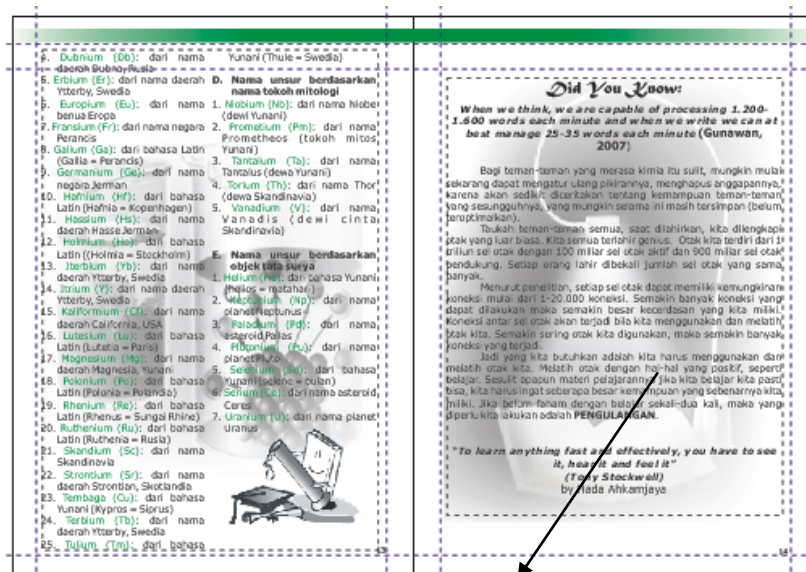 4. Dubnium (Db): dari nama
daerah Dubna, Rusia
5. Erbium (Er): dari nama daerah
Ytterby, Swedia
6. Europium (Eu): dari nama
benua Eropa
7. Fransium (Fr): dari nama negara
Perancis
8. Galium (Ga): dari bahasa Latin
(Gallia = Perancis)
9. Germanium (Ge): dari nama
negara Jerman
10. Hafnium (Hf): dari bahasa
Latin (Hafnia = Kopenhagen)
11. Hassium (Hs): dari nama
daerah Hasse Jerman
12. Holmium (Ho): dari bahasa
Latin ((Holmia = Stockholm)
13. Iterbium (Yb): dari nama
daerah Ytterby, Swedia
14. Itrium (Y): dari nama daerah
Ytterby, Swedia
15. Kalifornium (Cf): dari nama
daerah California, USA
16. Lutesium (Lu): dari bahasa
Latin (Lutetia = Paris)
17. Magnesium (Mg): dari nama
daerah Magnesia, Yunani
18. Polonium (Po): dari bahasa
Latin (Polonia = Polandia)
19. Rhenium (Re): dari bahasa
Latin (Rhenus = Sungai Rhine)
20. Ruthenium (Ru): dari bahasa
Latin (Ruthenia = Rusia)
21. Skandium (Sc): dari nama
Skandinavia
22. Strontium (Sr): dari nama
daerah Strontian, Skotlandia
23. Tembaga (Cu): dari bahasa
Yunani (Kypros = Siprus)
24. Terbium (Tb): dari nama
daerah Ytterby, Swedia
25. Tulium (Tm): dari bahasa
Yunani (Thule = Swedia)
D. Nama unsur berdasarkan
nama tokoh mitologi
1. Niobium (Nb): dari nama Niobe
(dewi Yunani)
2. Prometium (Pm): dari nama
Prometheos (tokoh mitos
Yunani)
3. Tantalum (Ta): dari nama
Tantalus (dewa Yunani)
4. Torium (Th): dari nama Thor
(dewa Skandinavia)
5. Vanadium (V): dari nama
Vanadis (dewi cinta
Skandinavia)
E. Nama unsur berdasarkan
objek tata surya
1. Helium (He): dari bahasa Yunani
(helios = matahari)
2. Neptunium (Np): dari nama
planet Neptunus
3. Paladium (Pd): dari nama
asteroid Pallas
4. Plutonium (Pu): dari nama
planet Pluto
5. Selenium (Se): dari bahasa
Yunani (selene = bulan)
6. Serium (Ce): dari nama asteroid
Ceres
7. Uranium (U): dari nama planet
Uranus
13
Did You Know:
When we think, we are capable of processing 1.200-
1.600 words each minute and when we write we can at
best manage 25-35 words each minute (Gunawan,
2007)
Bagi teman-teman yang merasa kimia itu sulit, mungkin mulai
sekarang dapat mengatur ulang pikirannya, menghapus anggapannya,
karena akan sedikit diceritakan tentang kemampuan teman-teman
yang sesungguhnya, yang mungkin selama ini masih tersimpan (belum
teroptimalkan).
Taukah teman-teman semua, saat dilahirkan, kita dilengkapi
otak yang luar biasa. Kita semua terlahir genius. Otak kita terdiri dari 1
triliun sel otak dengan 100 miliar sel otak aktif dan 900 miliar sel otak
pendukung. Setiap orang lahir dibekali jumlah sel otak yang sama
banyak.
Menurut penelitian, setiap sel otak dapat memiliki kemungkinan
koneksi mulai dari 1-20.000 koneksi. Semakin banyak koneksi yang
dapat dilakukan maka semakin besar kecerdasan yang kita miliki.
Koneksi antar sel otak akan terjadi bila kita menggunakan dan melatih
otak kita. Semakin sering otak kita digunakan, maka semakin banyak
koneksi yang terjadi.
Jadi yang kita butuhkan adalah kita harus menggunakan dan
melatih otak kita. Melatih otak dengan hal-hal yang positif, seperti
belajar. Sesulit apapun materi pelajarannya, jika kita belajar kita pasti
bisa, kita harus ingat seberapa besar kemampuan yang sebenarnya kita
miliki. Jika belum faham dengan belajar sekali-dua kali, maka yang
diperlu kita lakukan adalah PENGULANGAN.
"To learn anything fast and effectively, you have to see
it, hear it and feel it"
(Tony Stockwell)
by Hada Ahkamjaya
14